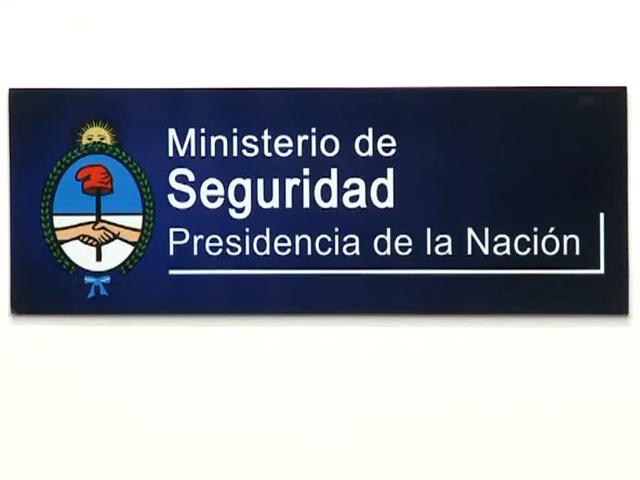 Ministerio de
Seguridad
Presidencia de la Nación